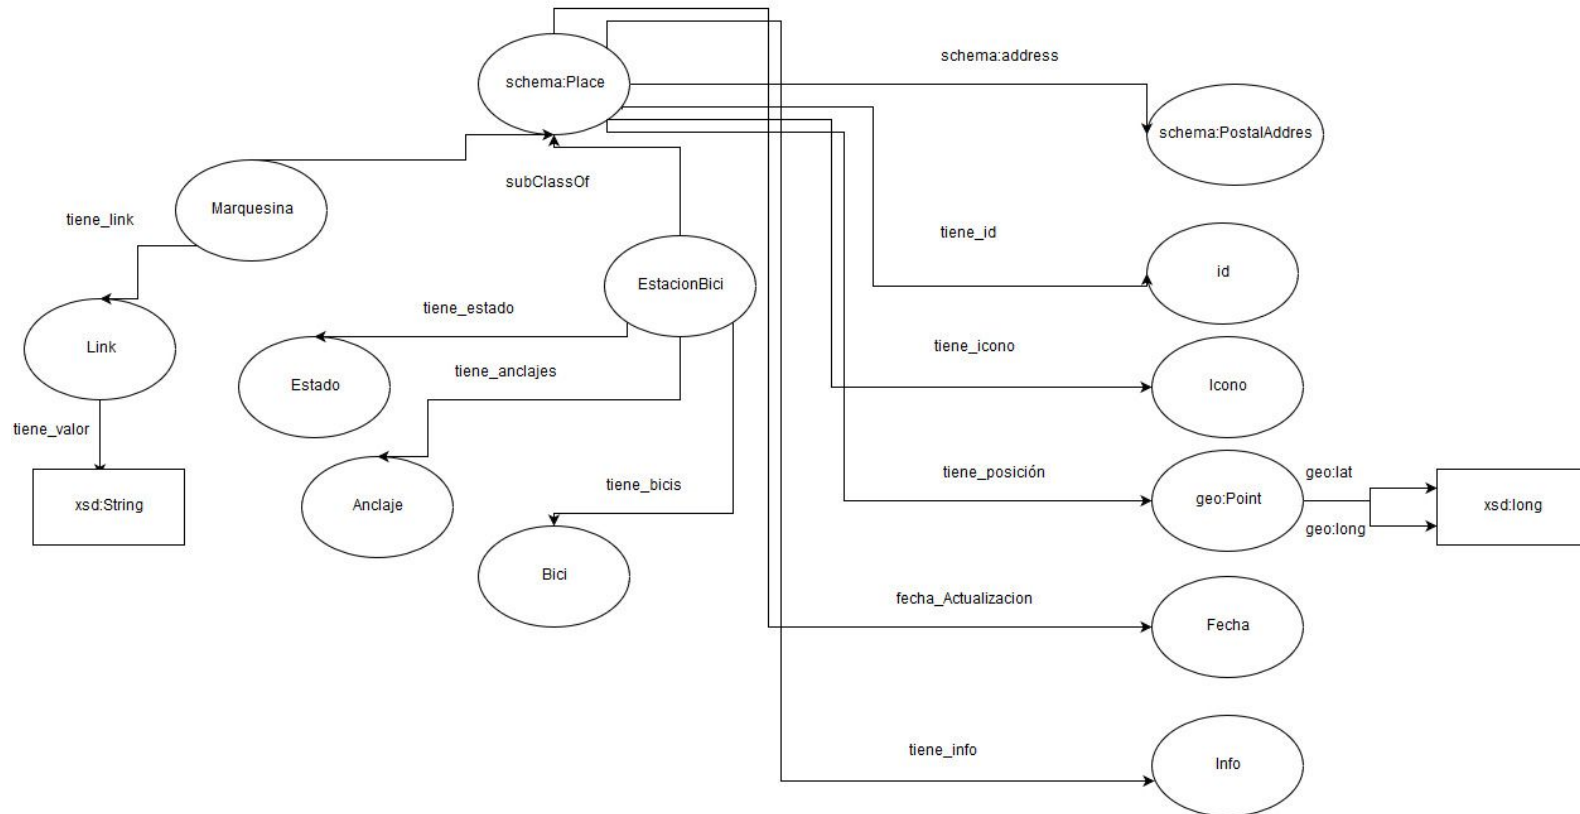 schema:address
schema:Place
schema:PostalAddres
subClassOf
Marquesina
tiene_link
tiene_id
id
EstacionBici
tiene_estado
tiene_icono
Link
tiene_anclajes
Estado
Icono
tiene_valor
tiene_posición
geo:lat
tiene_bicis
xsd:String
Anclaje
geo:Point
xsd:long
geo:long
Bici
fecha_Actualizacion
Fecha
tiene_info
Info